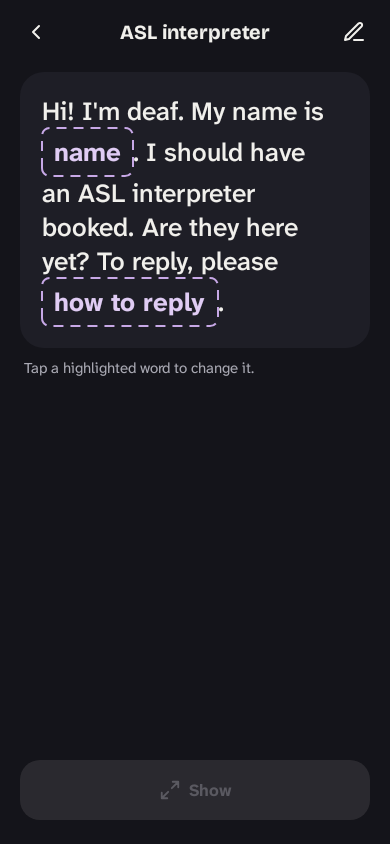 ASL interpreter
Hi! I'm deaf. My name is
name. I should have
an ASL interpreter
booked. Are they here
yet? To reply, please
how to reply.
Tap a highlighted word to change it.
Show